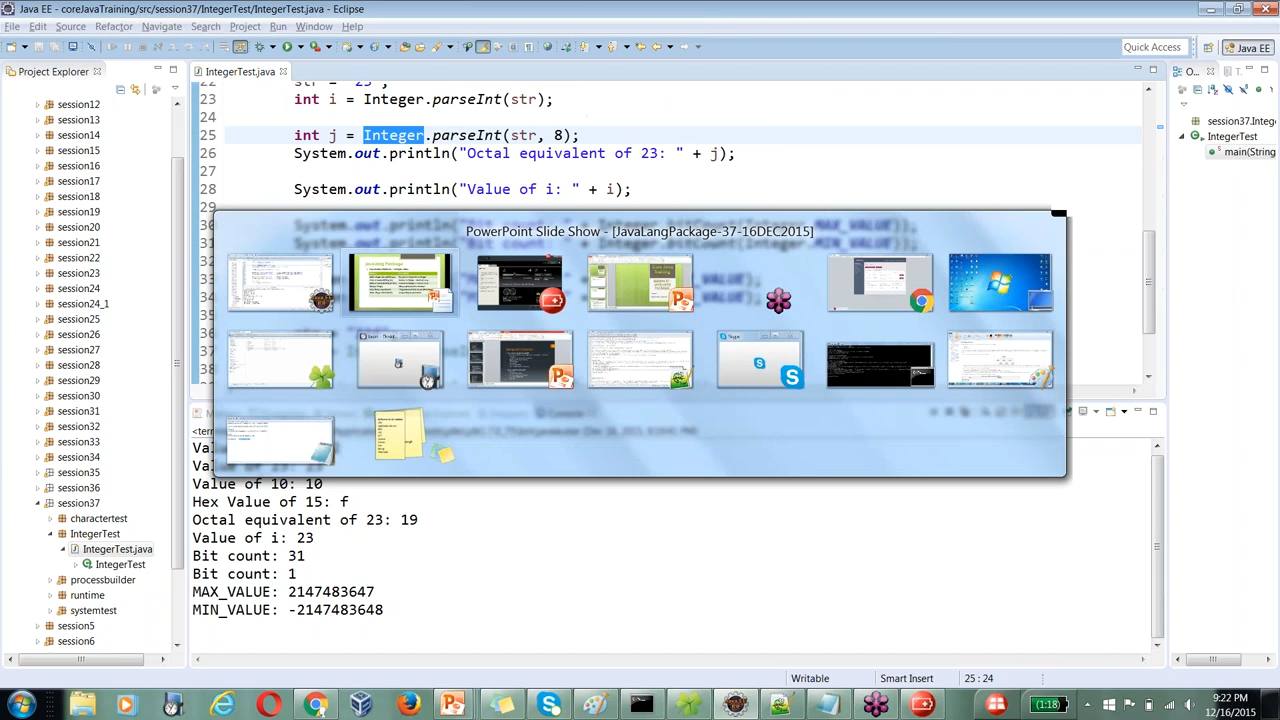 Java EE - coreJavaTraining/src/session37/IntegerTest/IntegerTest.java - Eclipse
File Edit Source Refactor Navigate Search Project Run Window Help
Quick Access
Java EE
Project Explorer
session12
session13
session14
session15
session16
session17
session18
session19
session20
session21
session22
session23
session24
session24_1
session25
session26
session27
session28
session29
session30
session31
session32
session33
session34
session35
session36
session37
charactertest
IntegerTest
IntegerTest.java
IntegerTest
processbuilder
runtime
systemtest
session5
session6
IntegerTest.java
23 int i = Integer.parseInt(str);
24
25 int j = Integer.parseInt(str, 8);
26 System.out.println("Octal equivalent of 23: " + j);
27
28 System.out.println("Value of i: " + i);
29
PowerPoint Slide Show - [JavaLangPackage-37-16DEC2015]
Value of 10: 10
Hex Value of 15: f
Octal equivalent of 23: 19
Value of i: 23
Bit count: 31
Bit count: 1
MAX_VALUE: 2147483647
MIN_VALUE: -2147483648
O...
session37.Integ
IntegerTest
main(String
Writable Smart Insert 25 : 24
(1:18)
9:22 PM
12/16/2015